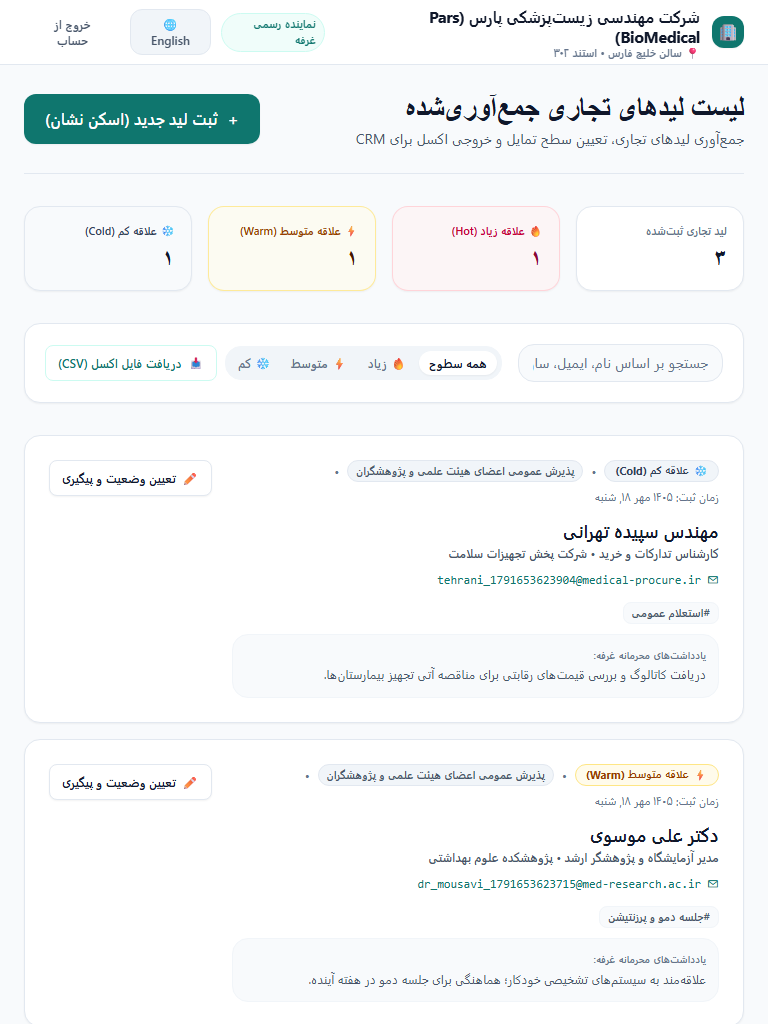 شرکت مهندسی زیست‌پزشکی پارس (Pars
BioMedical)
سالن خلیج فارس • استند ۳۰۲
نماینده رسمی
غرفه
English
خروج از
حساب
لیست لیدهای تجاری جمع‌آوری‌شده
جمع‌آوری لیدهای تجاری، تعیین سطح تمایل و خروجی اکسل برای CRM
+ ثبت لید جدید (اسکن نشان)
لید تجاری ثبت‌شده
۳
علاقه زیاد (Hot)
۱
علاقه متوسط (Warm)
۱
علاقه کم (Cold)
۱
جستجو بر اساس نام، ایمیل، ساز
همه سطوح
زیاد
متوسط
کم
دریافت فایل اکسل (CSV)
علاقه کم (Cold) • پذیرش عمومی اعضای هیئت علمی و پژوهشگران •
زمان ثبت: ۱۴۰۵ مهر ۱۸, شنبه
تعیین وضعیت و پیگیری
مهندس سپیده تهرانی
کارشناس تدارکات و خرید • شرکت پخش تجهیزات سلامت
tehrani_1791653623904@medical-procure.ir
#استعلام عمومی
یادداشت‌های محرمانه غرفه:
دریافت کاتالوگ و بررسی قیمت‌های رقابتی برای مناقصه آتی تجهیز بیمارستان‌ها.
علاقه متوسط (Warm) • پذیرش عمومی اعضای هیئت علمی و پژوهشگران •
زمان ثبت: ۱۴۰۵ مهر ۱۸, شنبه
تعیین وضعیت و پیگیری
دکتر علی موسوی
مدیر آزمایشگاه و پژوهشگر ارشد • پژوهشکده علوم بهداشتی
dr_mousavi_1791653623715@med-research.ac.ir
#جلسه دمو و پرزنتیشن
یادداشت‌های محرمانه غرفه:
علاقه‌مند به سیستم‌های تشخیصی خودکار؛ هماهنگی برای جلسه دمو در هفته آینده.